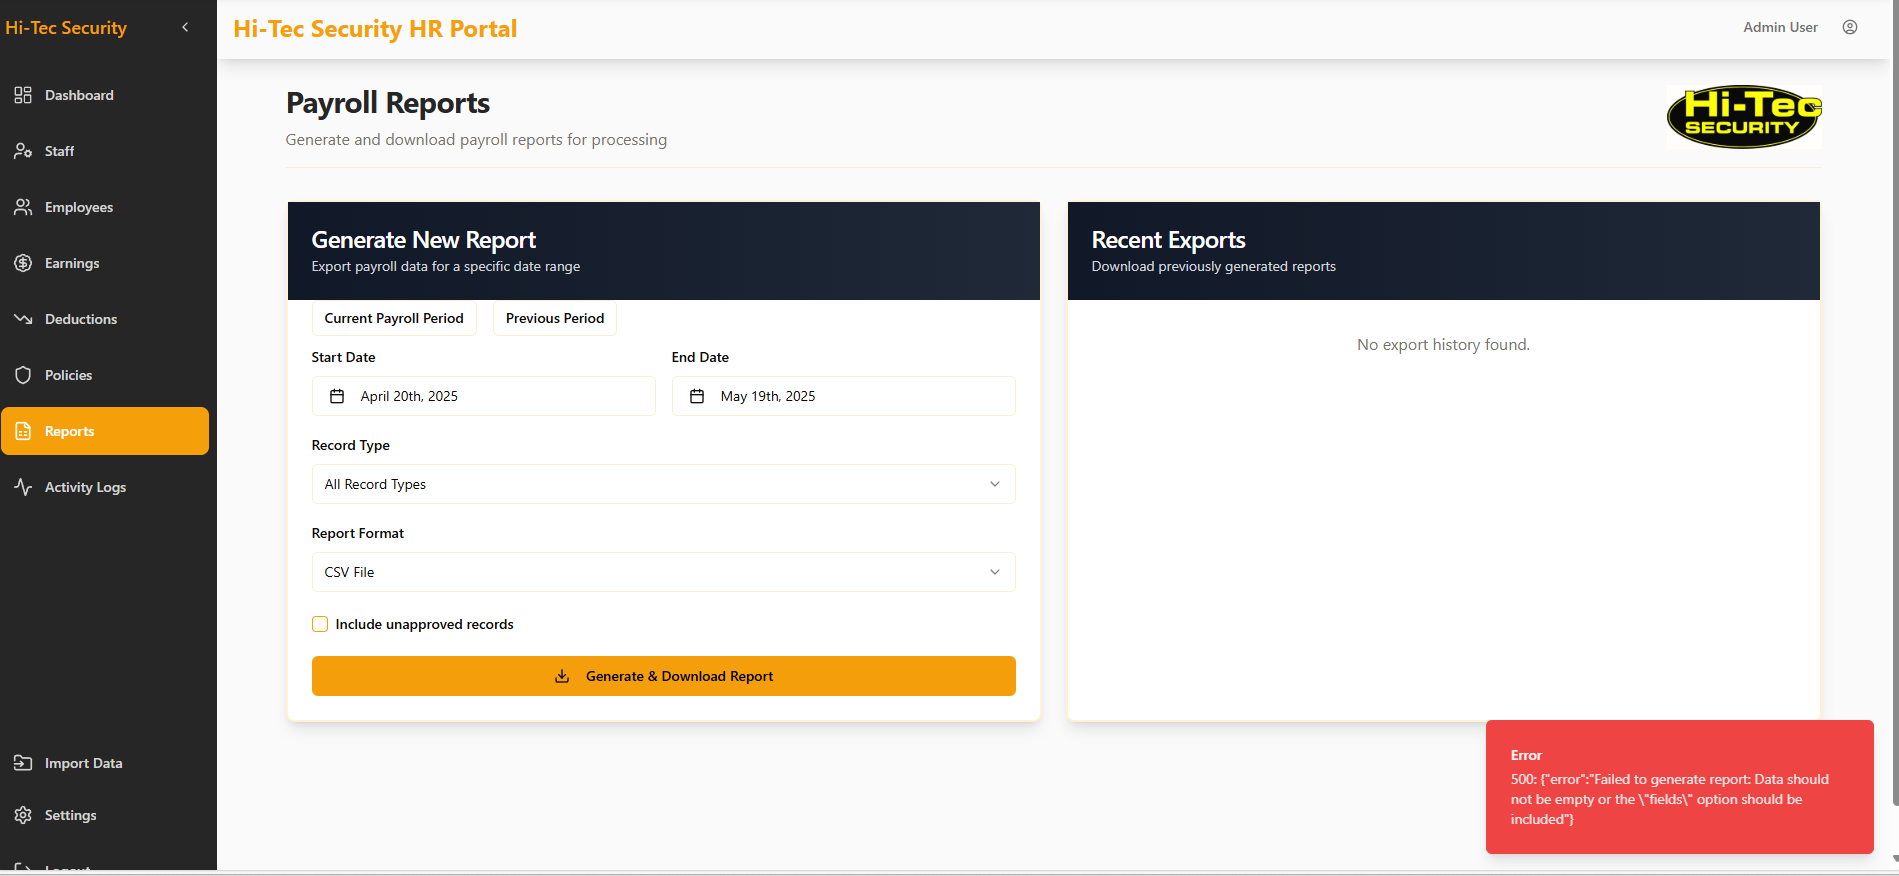 Hi-Tec Security
Dashboard
Staff
Employees
Earnings
Deductions
Policies
Reports
Activity Logs
Import Data
Settings
Logout
Hi-Tec Security HR Portal
Admin User
Payroll Reports
Generate and download payroll reports for processing
Hi-Tec
SECURITY
Generate New Report
Export payroll data for a specific date range
Current Payroll Period
Previous Period
Start Date
End Date
April 20th, 2025
May 19th, 2025
Record Type
All Record Types
Report Format
CSV File
Include unapproved records
Generate & Download Report
Recent Exports
Download previously generated reports
No export history found.
Error
500: {"error":"Failed to generate report: Data should
not be empty or the \"fields\" option should be
included"}